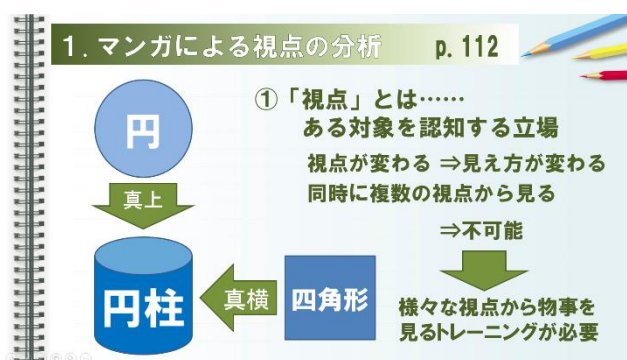 1. マンガによる視点の分析 p. 112
①「視点」とは……
ある対象を認知する立場
視点が変わる ⇒見え方が変わる
同時に複数の視点から見る
⇒不可能
様々な視点から物事を
見るトレーニングが必要
円
真上
円柱
真横
四角形